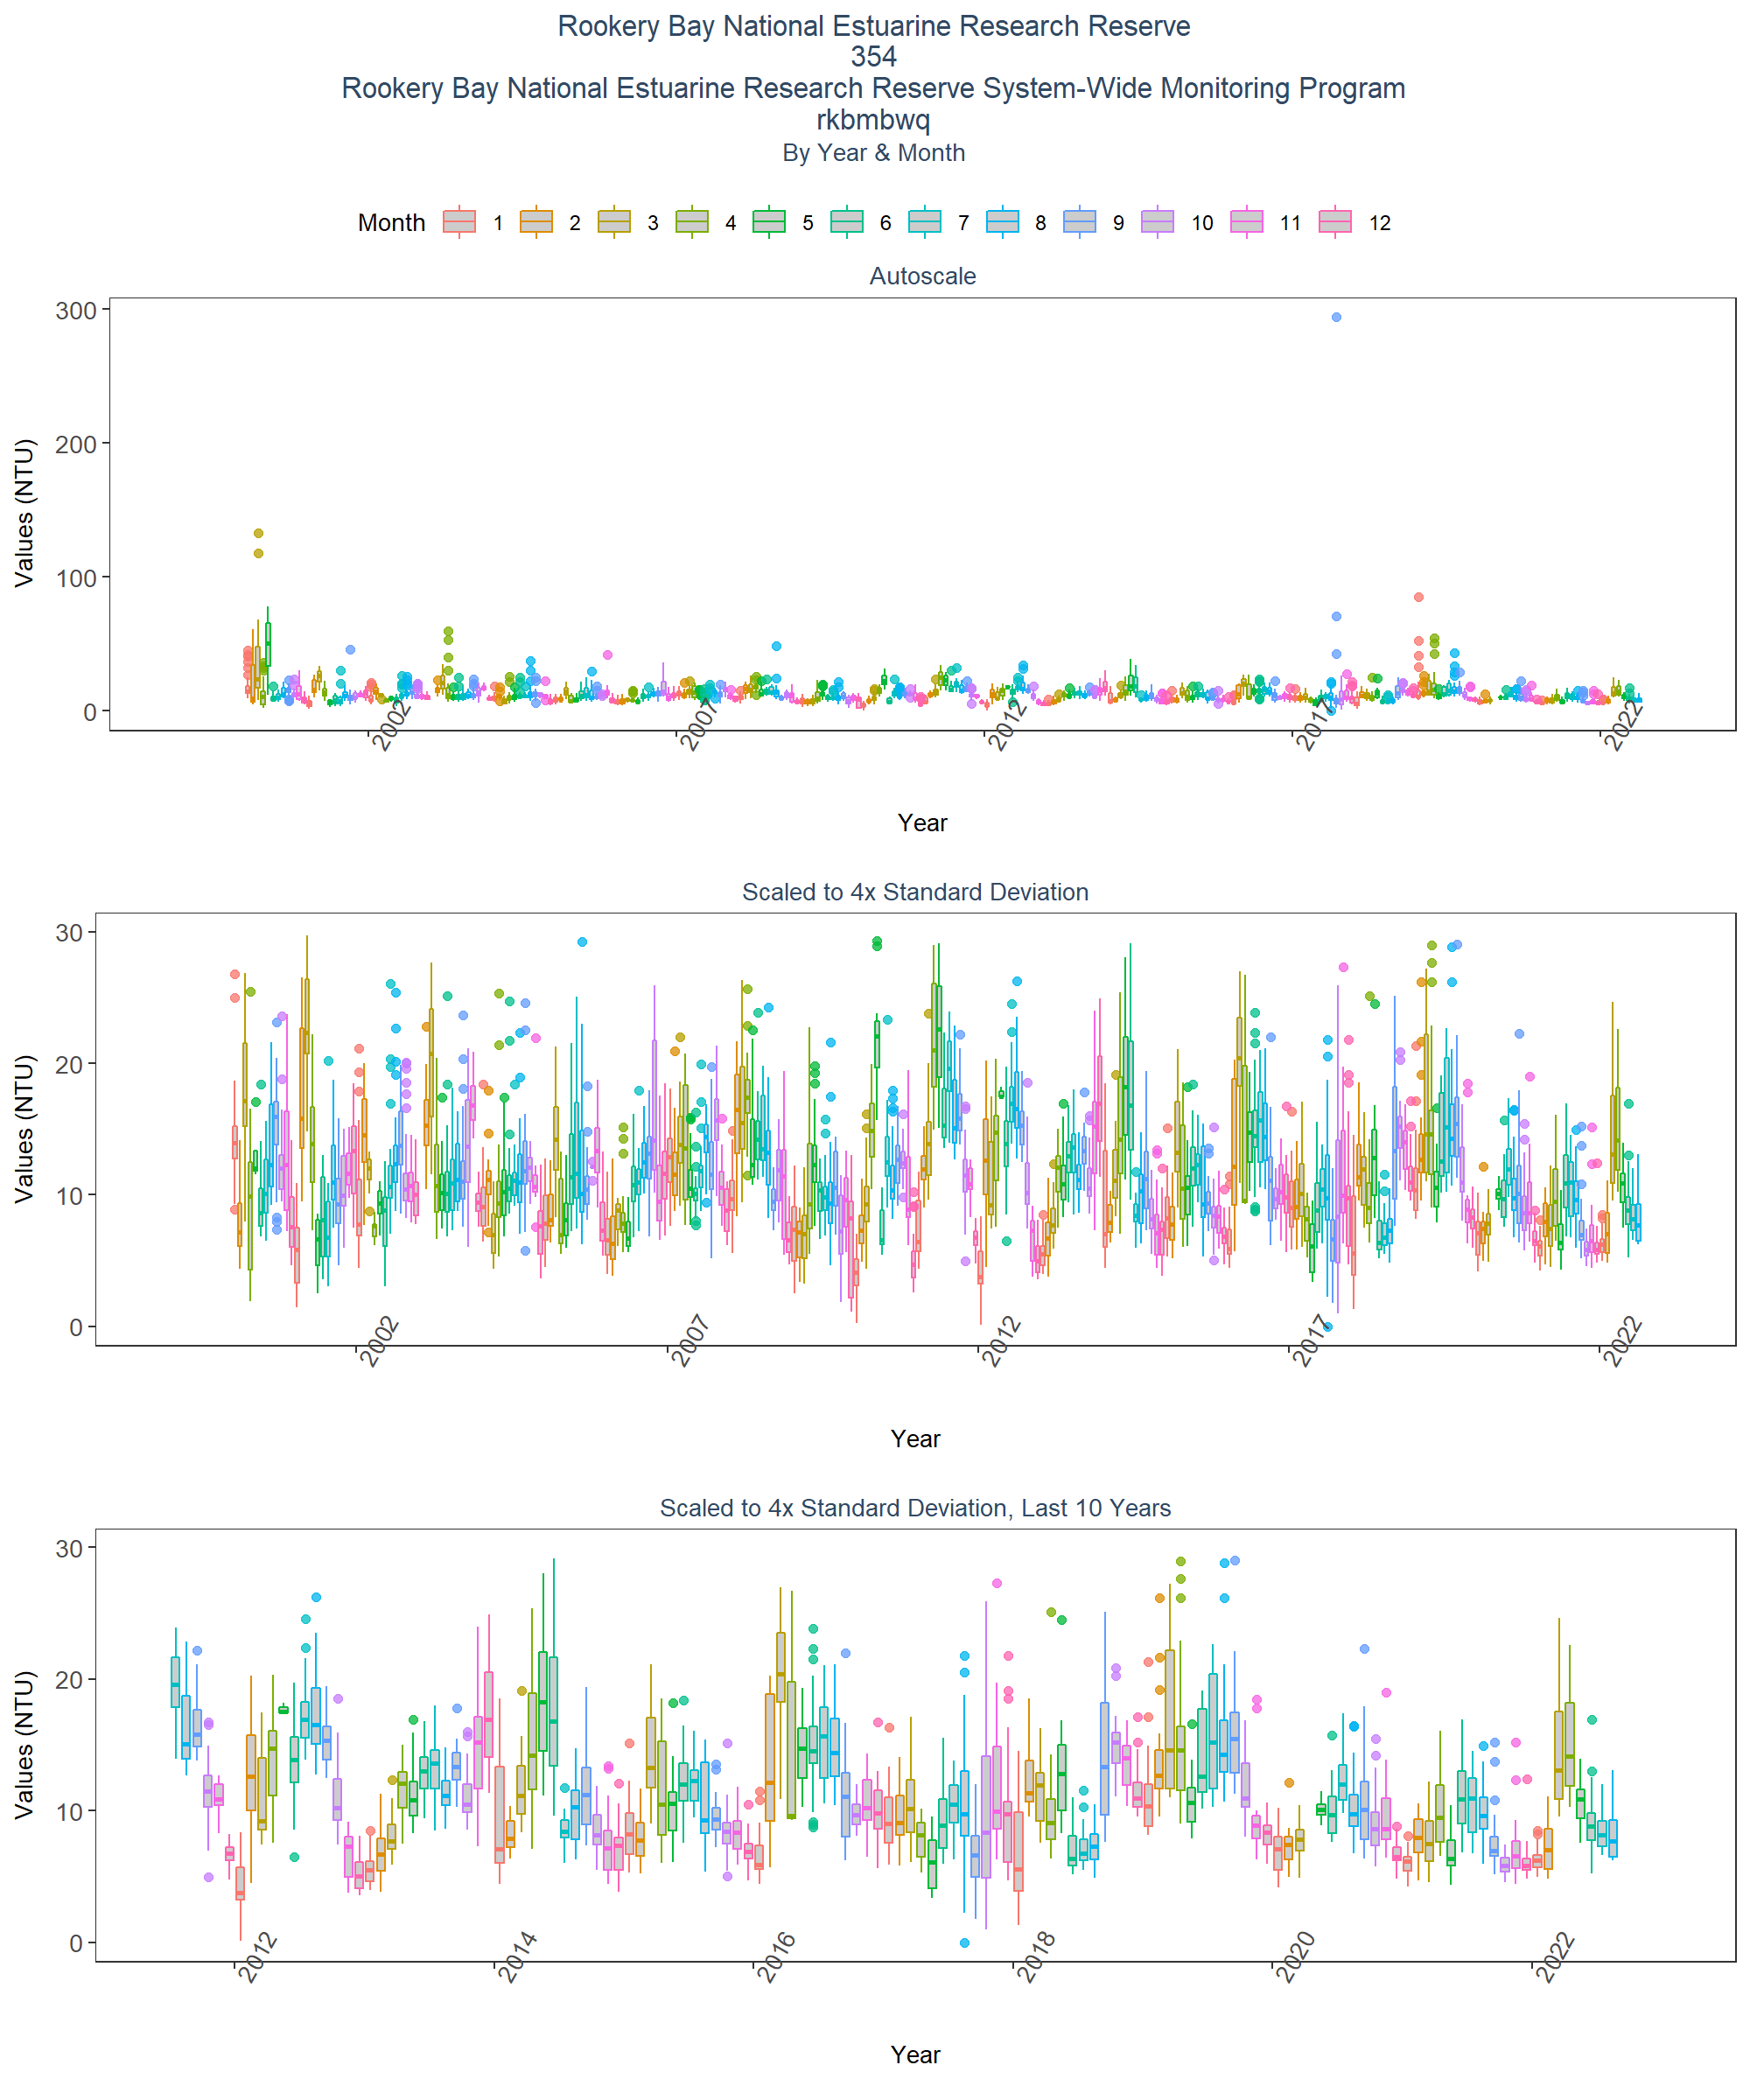 Rookery Bay National Estuarine Research Reserve
354
Rookery Bay National Estuarine Research Reserve System-Wide Monitoring Program
rkbmbwq
By Year & Month
Month 1 2 3 4 5 6 7 8 9 10 11 12
Autoscale
Values (NTU)
300
200
100
0
2002 2007 2012 2017 2022
Year
Scaled to 4x Standard Deviation
Values (NTU)
30
20
10
0
2002 2007 2012 2017 2022
Year
Scaled to 4x Standard Deviation, Last 10 Years
Values (NTU)
30
20
10
0
2012 2014 2016 2018 2020 2022
Year